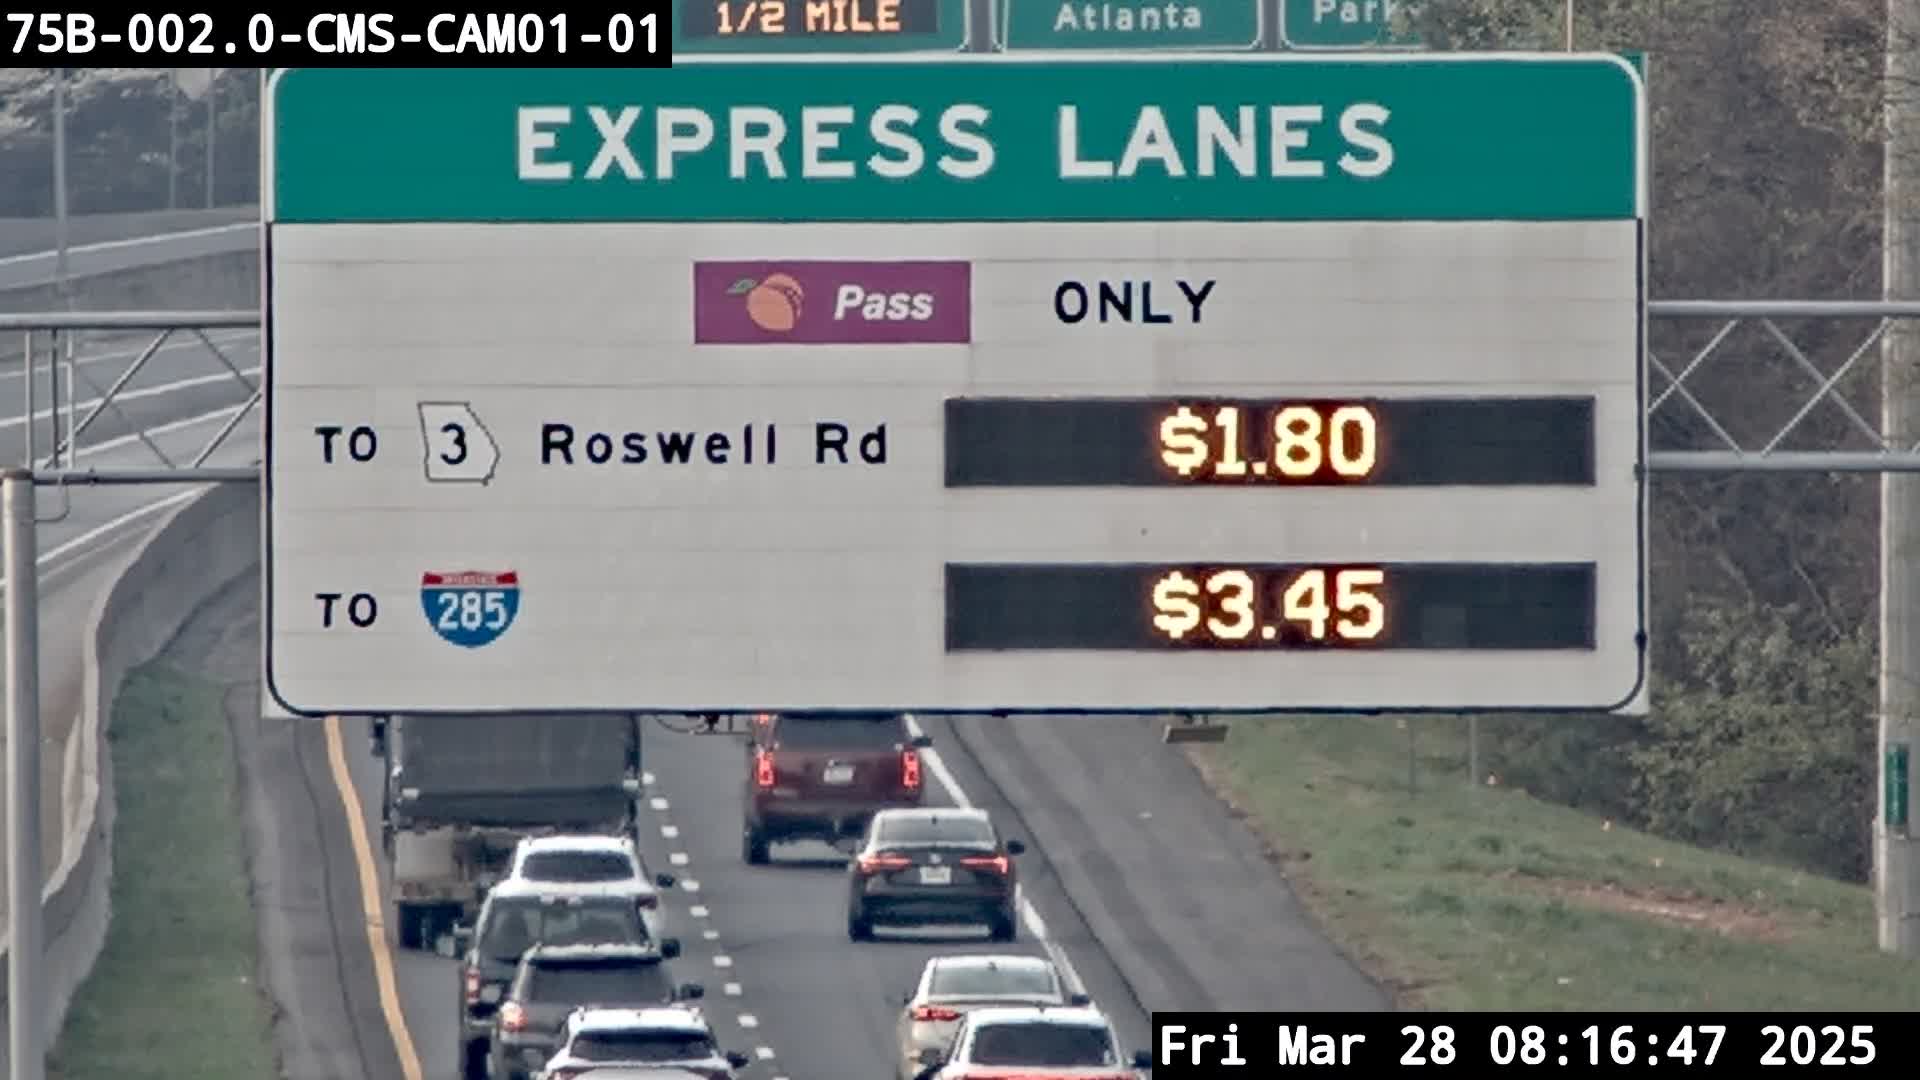 75B-002.0-CMS-CAM01-01
1/2 MILE
Atlanta
EXPRESS LANES
Pass ONLY
TO 3 Roswell Rd $1.80
TO 285 $3.45
Fri Mar 28 08:16:47 2025